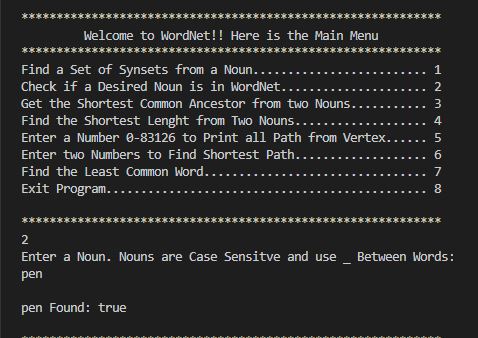 ************************************************************
Welcome to WordNet!! Here is the Main Menu
************************************************************
Find a Set of Synsets from a Noun......................... 1
Check if a Desired Noun is in WordNet..................... 2
Get the Shortest Common Ancestor from two Nouns........... 3
Find the Shortest Lenght from Two Nouns................... 4
Enter a Number 0-83126 to Print all Path from Vertex...... 5
Enter two Numbers to Find Shortest Path................... 6
Find the Least Common Word................................ 7
Exit Program.............................................. 8
************************************************************
2
Enter a Noun. Nouns are Case Sensitve and use _ Between Words:
pen
pen Found: true
************************************************************